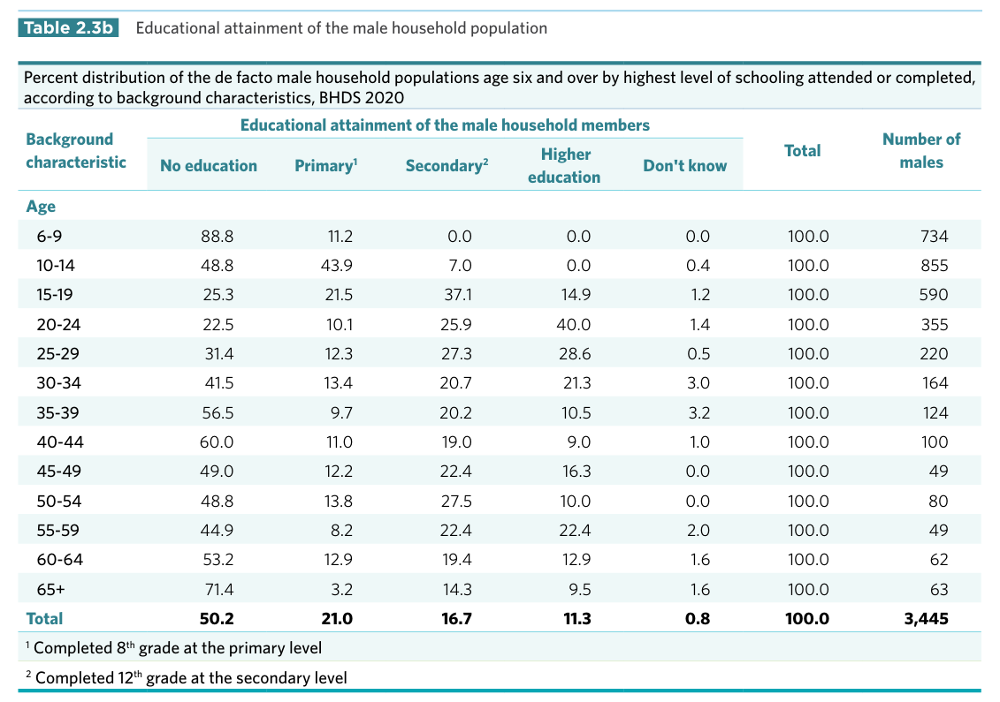 Table 2.3b Educational attainment of the male household population
Percent distribution of the de facto male household populations age six and over by highest level of schooling attended or completed,
according to background characteristics, BHDS 2020
Background characteristic Educational attainment of the male household members Total Number of males
No education Primary¹ Secondary² Higher education Don't know
Age
6-9 88.8 11.2 0.0 0.0 0.0 100.0 734
10-14 48.8 43.9 7.0 0.0 0.4 100.0 855
15-19 25.3 21.5 37.1 14.9 1.2 100.0 590
20-24 22.5 10.1 25.9 40.0 1.4 100.0 355
25-29 31.4 12.3 27.3 28.6 0.5 100.0 220
30-34 41.5 13.4 20.7 21.3 3.0 100.0 164
35-39 56.5 9.7 20.2 10.5 3.2 100.0 124
40-44 60.0 11.0 19.0 9.0 1.0 100.0 100
45-49 49.0 12.2 22.4 16.3 0.0 100.0 49
50-54 48.8 13.8 27.5 10.0 0.0 100.0 80
55-59 44.9 8.2 22.4 22.4 2.0 100.0 49
60-64 53.2 12.9 19.4 12.9 1.6 100.0 62
65+ 71.4 3.2 14.3 9.5 1.6 100.0 63
Total 50.2 21.0 16.7 11.3 0.8 100.0 3,445
¹ Completed 8th grade at the primary level
² Completed 12th grade at the secondary level